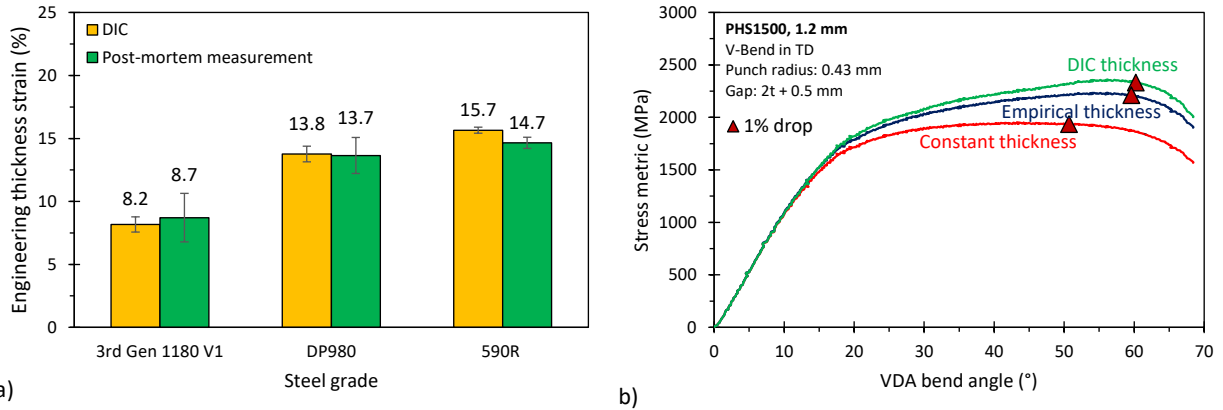 25
20
15
10
5
0
Engineering thickness strain (%)
DIC
Post-mortem measurement
8.2
8.7
13.8
13.7
15.7
14.7
3rd Gen 1180 V1
DP980
590R
Steel grade
a)
3000
2500
2000
1500
1000
500
0
Stress metric (MPa)
PHS1500, 1.2 mm
V-Bend in TD
Punch radius: 0.43 mm
Gap: 2t + 0.5 mm
1% drop
DIC thickness
Empirical thickness
Constant thickness
0 10 20 30 40 50 60 70
VDA bend angle (°)
b)